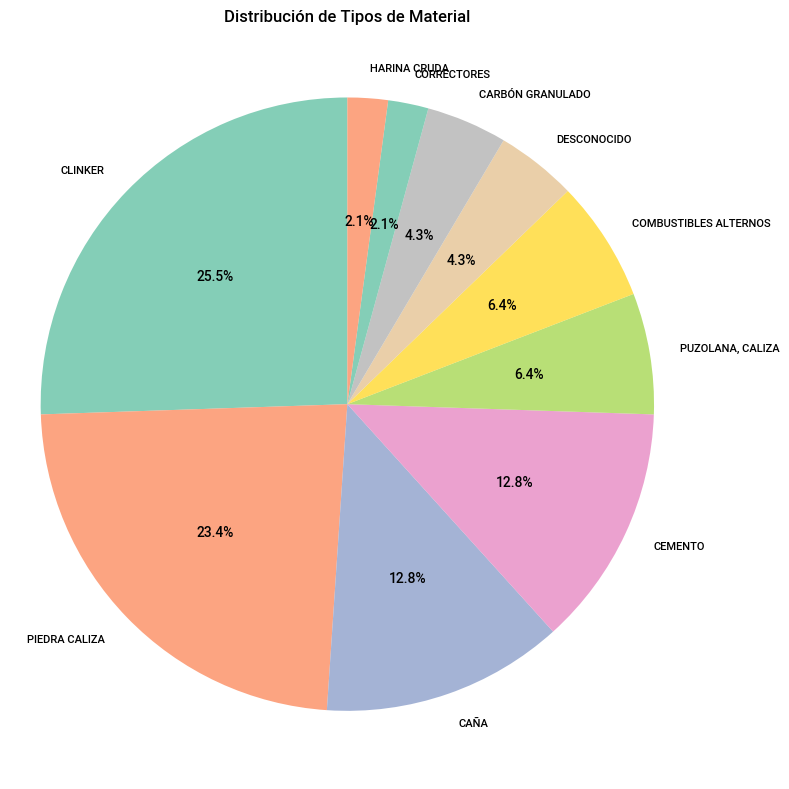 Distribución de Tipos de Material
HARINA CRUDA
CORRECTORES
CARBÓN GRANULADO
DESCONOCIDO
CLINKER
COMBUSTIBLES ALTERNOS
2.1%
2.1%
4.3%
4.3%
25.5%
6.4%
PUZOLANA, CALIZA
6.4%
12.8%
23.4%
CEMENTO
12.8%
PIEDRA CALIZA
CAÑA